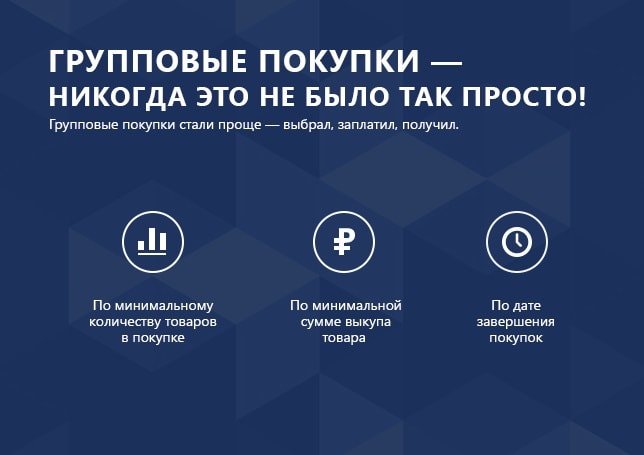 ГРУППОВЫЕ ПОКУПКИ —
НИКОГДА ЭТО НЕ БЫЛО ТАК ПРОСТО!
Групповые покупки стали проще — выбрал, заплатил, получил.
По минимальному
количеству товаров
в покупке
По минимальной
сумме выкупа
товара
По дате
завершения
покупок